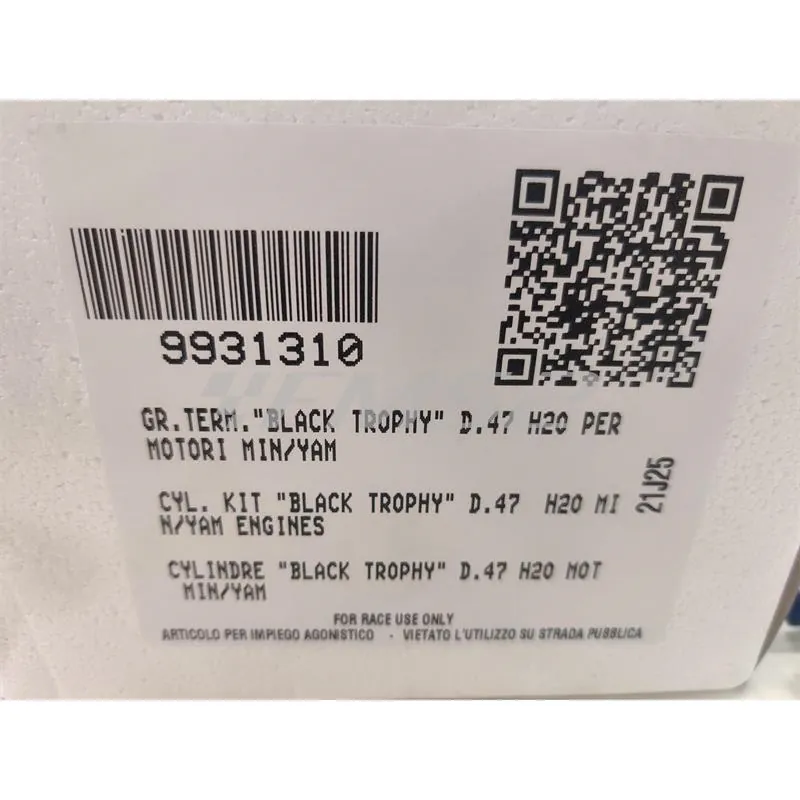 9931310
GR.TERM."BLACK TROPHY" D.47 H2O PER
MOTORI MIN/YAM
CYL. KIT "BLACK TROPHY" D.47 H2O MI
N/YAM ENGINES
21J25
CYLINDRE "BLACK TROPHY" D.47 H2O MOT
MIN/YAM
FOR RACE USE ONLY
ARTICOLO PER IMPIEGO AGONISTICO - VIETATO L'UTILIZZO SU STRADA PUBBLICA